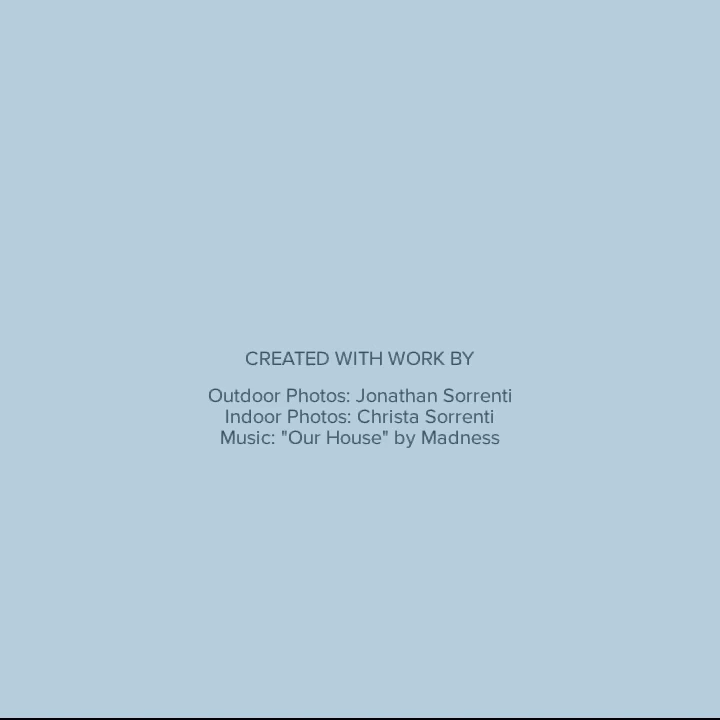 CREATED WITH WORK BY
Outdoor Photos: Jonathan Sorrenti
Indoor Photos: Christa Sorrenti
Music: "Our House" by Madness